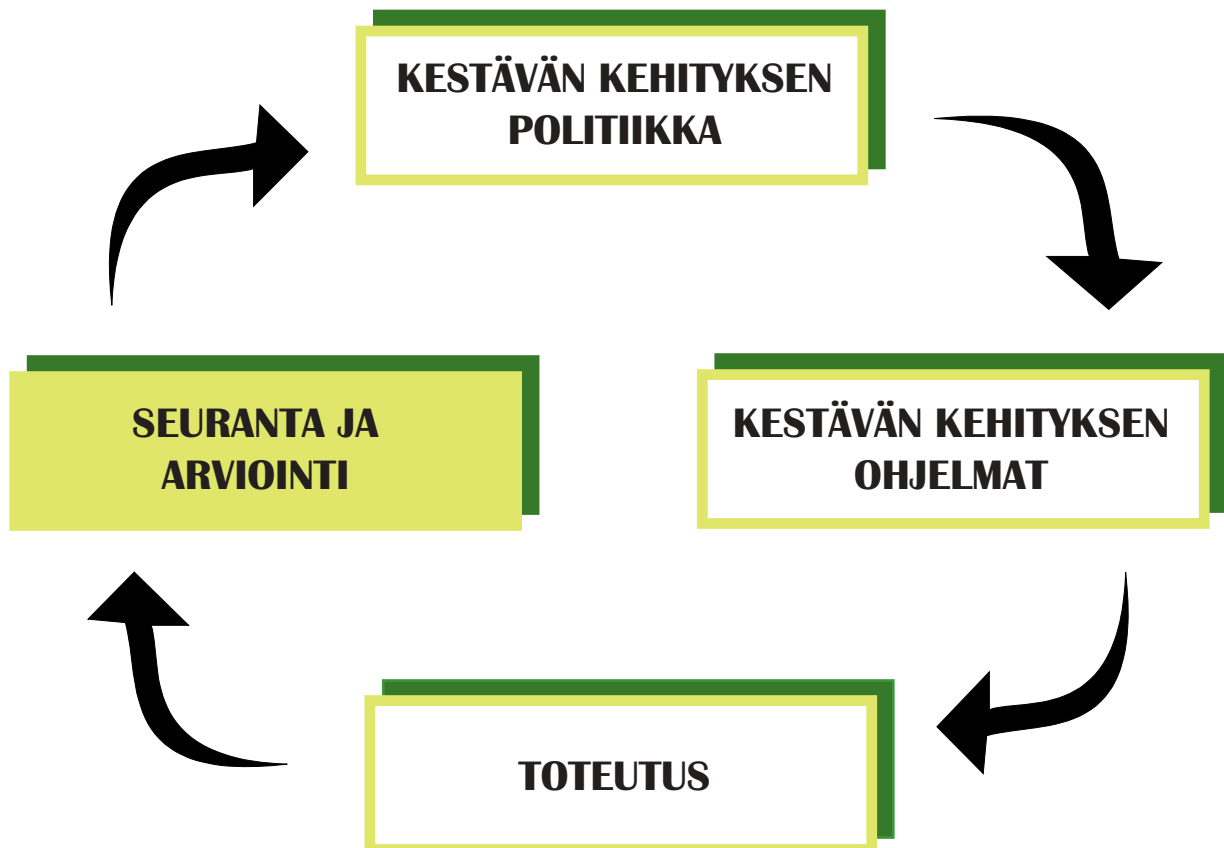 KESTÄVÄN KEHITYKSEN
POLITIIKKA
SEURANTA JA
ARVIOINTI
KESTÄVÄN KEHITYKSEN
OHJELMAT
TOTEUTUS